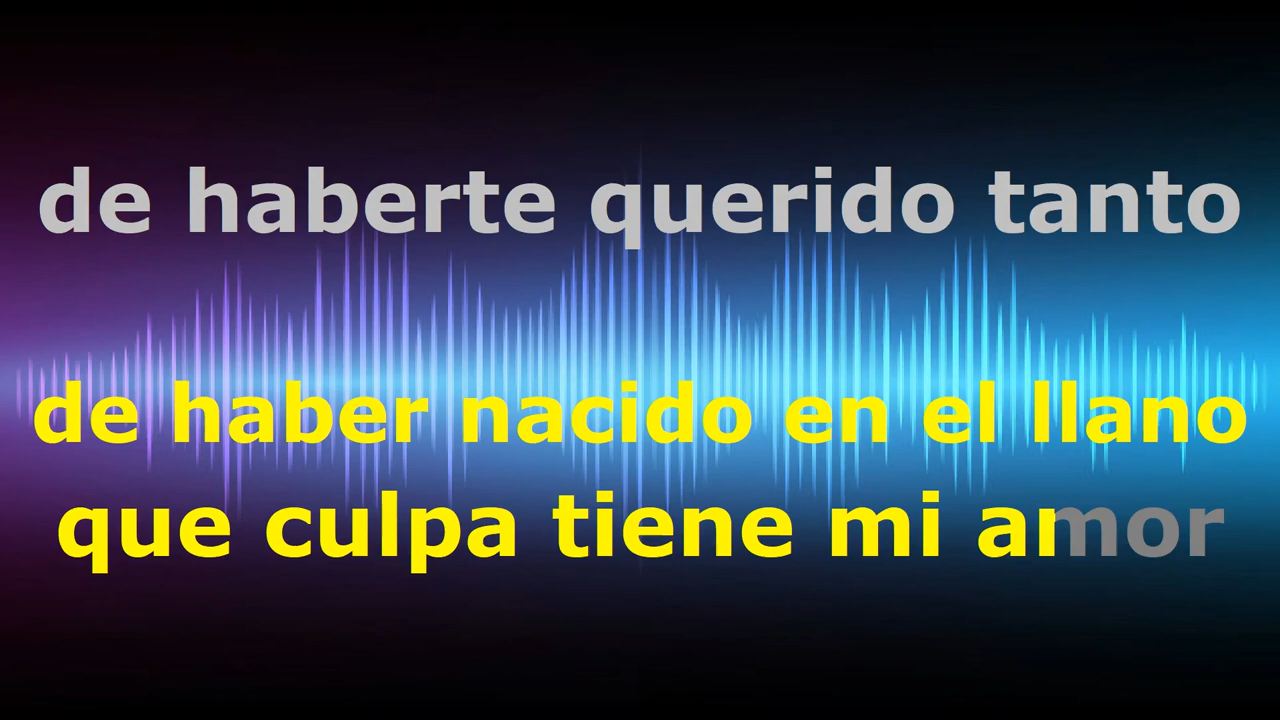 de haberte querido tanto
de haber nacido en el llano
que culpa tiene mi amor